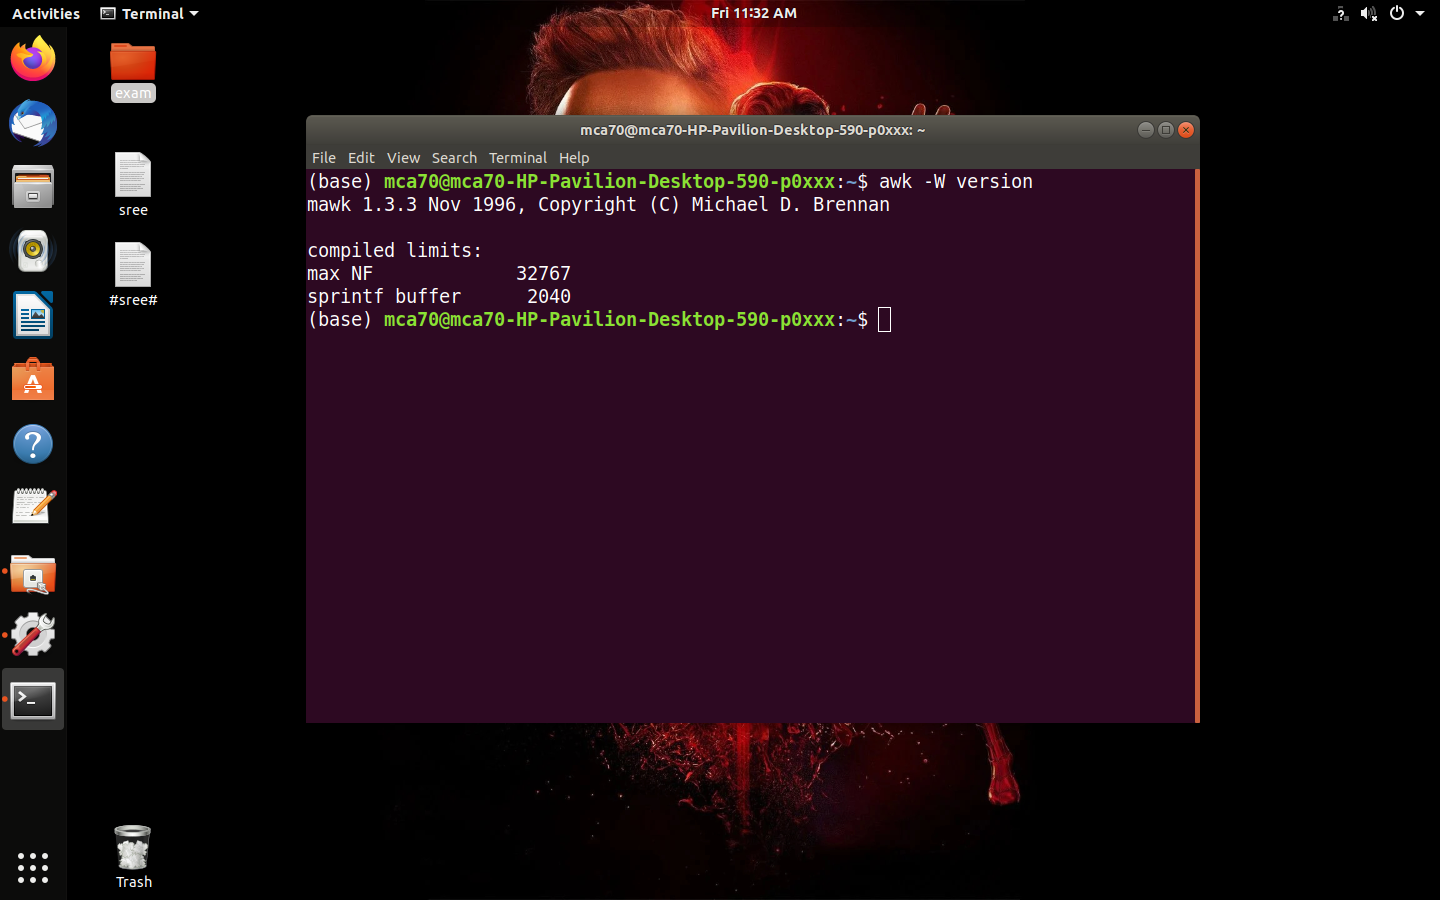 Activities Terminal Fri 11:32 AM
exam
sree
#sree#
Trash
mca70@mca70-HP-Pavilion-Desktop-590-p0xxx: ~
File Edit View Search Terminal Help
(base) mca70@mca70-HP-Pavilion-Desktop-590-p0xxx:~$ awk -W version
mawk 1.3.3 Nov 1996, Copyright (C) Michael D. Brennan
compiled limits:
max NF             32767
sprintf buffer      2040
(base) mca70@mca70-HP-Pavilion-Desktop-590-p0xxx:~$